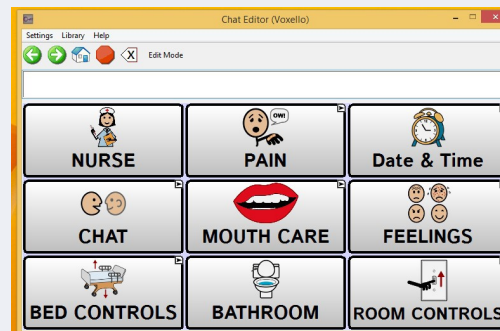 Chat Editor (Voxello)
Settings Library Help
X Edit Mode
OW!
NURSE PAIN Date & Time
CHAT MOUTH CARE FEELINGS
BED CONTROLS BATHROOM ROOM CONTROLS